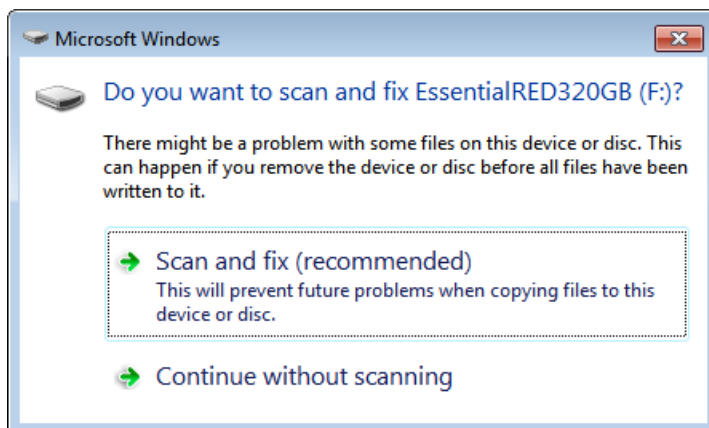 Microsoft Windows
Do you want to scan and fix EssentialRED320GB (F:)?
There might be a problem with some files on this device or disc. This
can happen if you remove the device or disc before all files have been
written to it.
Scan and fix (recommended)
This will prevent future problems when copying files to this
device or disc.
Continue without scanning